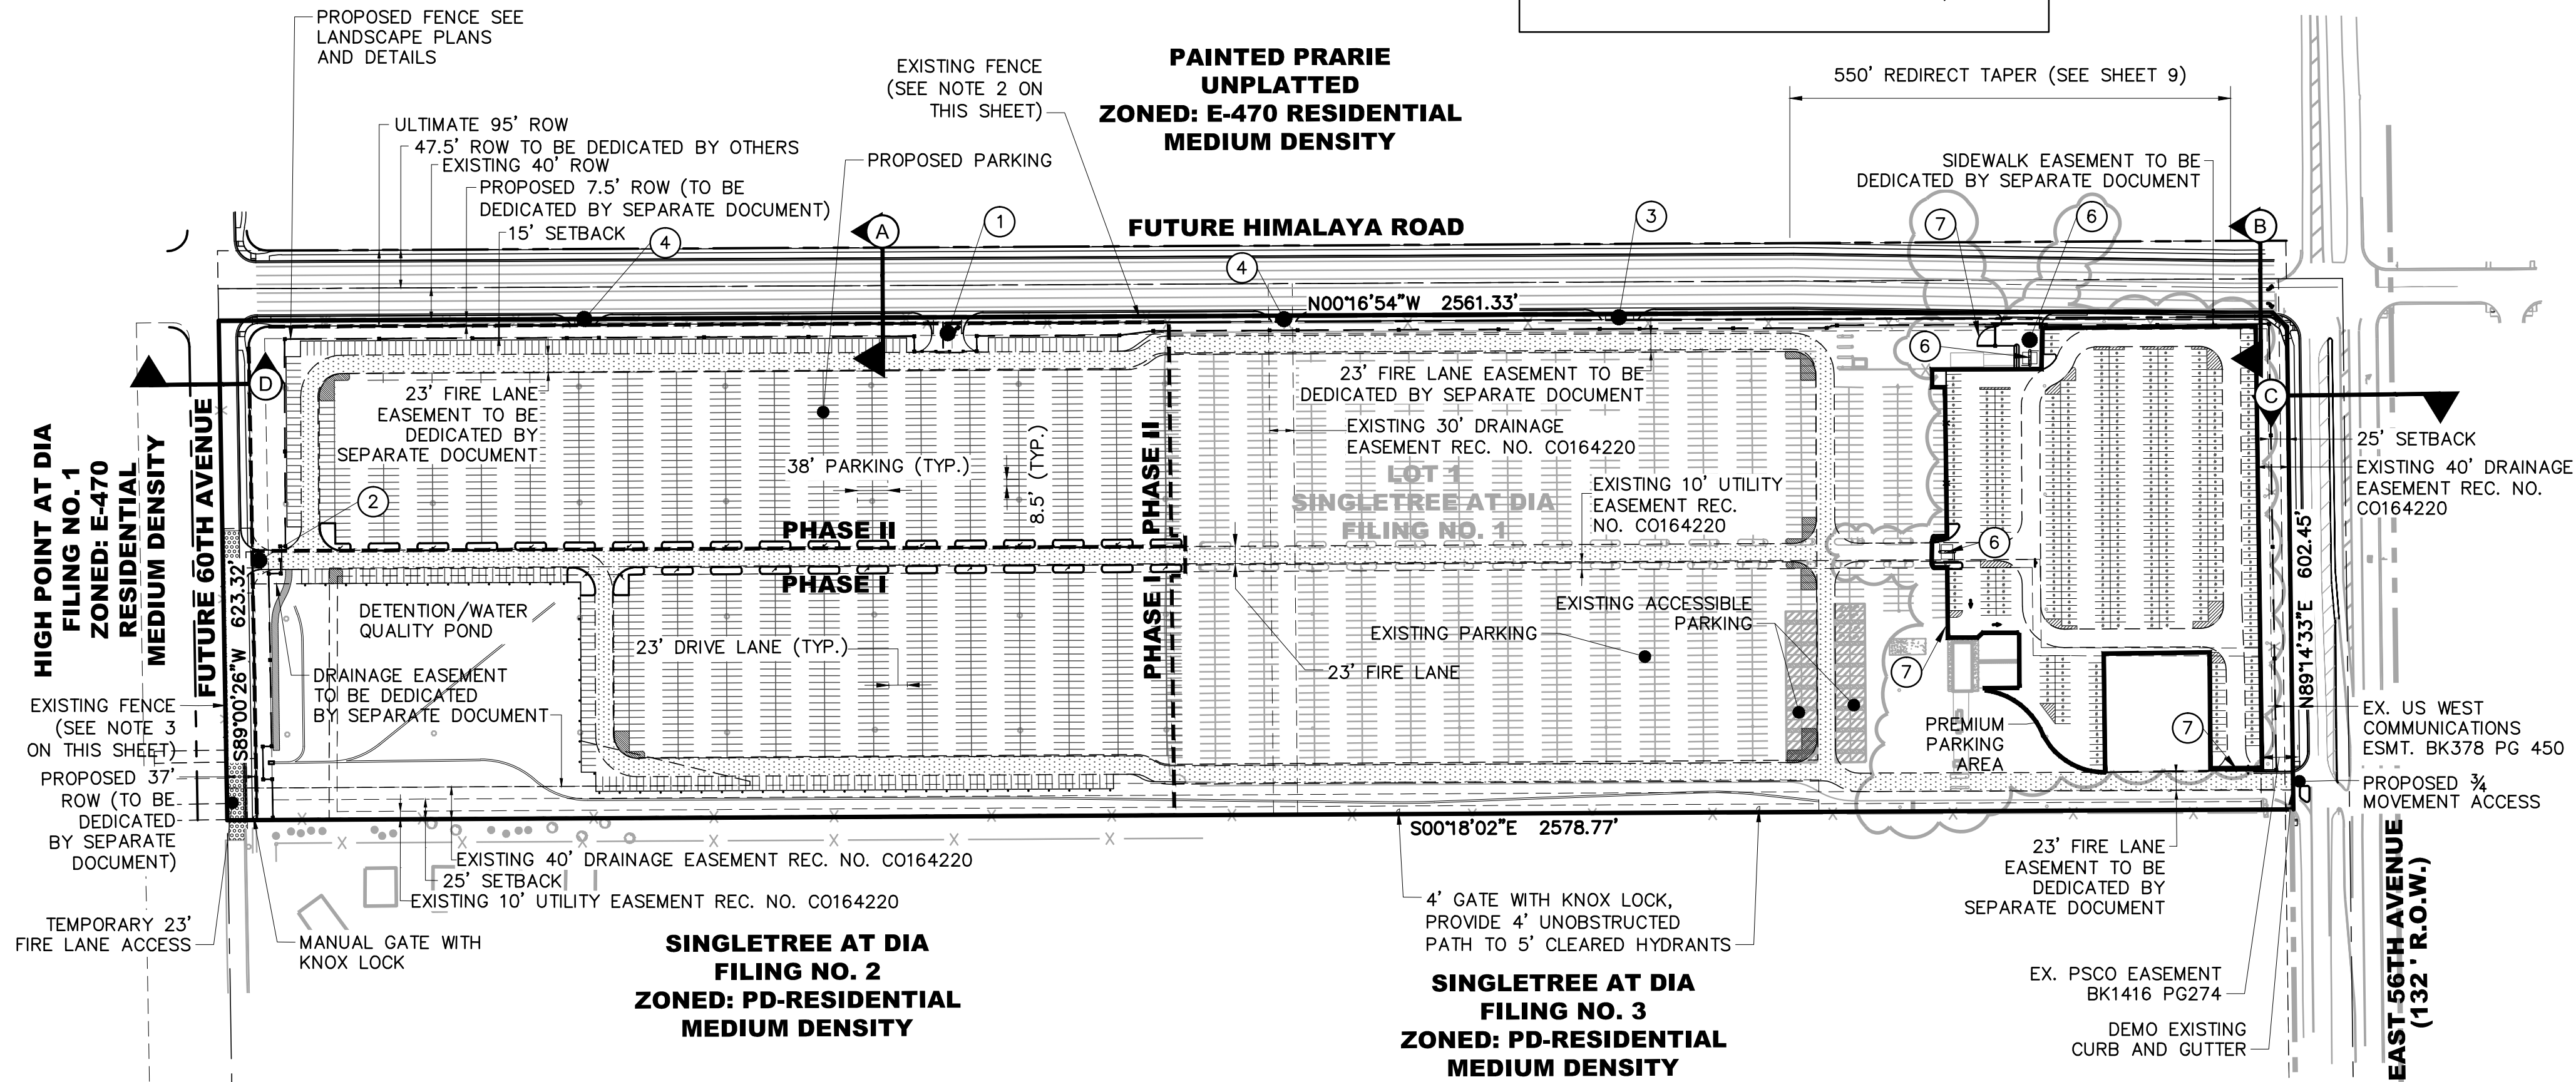 PROPOSED FENCE SEE
LANDSCAPE PLANS
AND DETAILS
EXISTING FENCE
(SEE NOTE 2 ON
THIS SHEET)
PAINTED PRARIE
UNPLATTED
ZONED: E-470 RESIDENTIAL
MEDIUM DENSITY
550' REDIRECT TAPER (SEE SHEET 9)
ULTIMATE 95' ROW
47.5' ROW TO BE DEDICATED BY OTHERS
EXISTING 40' ROW
PROPOSED 7.5' ROW (TO BE
DEDICATED BY SEPARATE DOCUMENT)
15' SETBACK
PROPOSED PARKING
SIDEWALK EASEMENT TO BE
DEDICATED BY SEPARATE DOCUMENT
FUTURE HIMALAYA ROAD
4
A
1
4
3
7
6
B
N00°16'54"W 2561.33'
D
6
C
23' FIRE LANE
EASEMENT TO BE
DEDICATED BY
SEPARATE DOCUMENT
23' FIRE LANE EASEMENT TO BE
DEDICATED BY SEPARATE DOCUMENT
EXISTING 30' DRAINAGE
EASEMENT REC. NO. CO164220
38' PARKING (TYP.)
8.5' (TYP.)
LOT 1
SINGLETREE AT DIA
FILING NO. 1
EXISTING 10' UTILITY
EASEMENT REC.
NO. CO164220
25' SETBACK
EXISTING 40' DRAINAGE
EASEMENT REC. NO.
CO164220
HIGH POINT AT DIA
FILING NO. 1
ZONED: E-470
RESIDENTIAL
MEDIUM DENSITY
FUTURE 60TH AVENUE
2
PHASE II
PHASE I
PHASE II
PHASE I
6
S89°00'26"W 623.32'
N89°14'33"E 602.45'
DETENTION/WATER
QUALITY POND
23' DRIVE LANE (TYP.)
EXISTING ACCESSIBLE
PARKING
EXISTING PARKING
23' FIRE LANE
7
DRAINAGE EASEMENT
TO BE DEDICATED
BY SEPARATE DOCUMENT
EXISTING FENCE
(SEE NOTE 3
ON THIS SHEET)
PROPOSED 37'
ROW (TO BE
DEDICATED
BY SEPARATE
DOCUMENT)
PREMIUM
PARKING
AREA
7
EX. US WEST
COMMUNICATIONS
ESMT. BK378 PG 450
PROPOSED ¾
MOVEMENT ACCESS
S00°18'02"E 2578.77'
EXISTING 40' DRAINAGE EASEMENT REC. NO. CO164220
25' SETBACK
EXISTING 10' UTILITY EASEMENT REC. NO. CO164220
TEMPORARY 23'
FIRE LANE ACCESS
MANUAL GATE WITH
KNOX LOCK
4' GATE WITH KNOX LOCK,
PROVIDE 4' UNOBSTRUCTED
PATH TO 5' CLEARED HYDRANTS
23' FIRE LANE
EASEMENT TO BE
DEDICATED BY
SEPARATE DOCUMENT
SINGLETREE AT DIA
FILING NO. 2
ZONED: PD-RESIDENTIAL
MEDIUM DENSITY
SINGLETREE AT DIA
FILING NO. 3
ZONED: PD-RESIDENTIAL
MEDIUM DENSITY
EX. PSCO EASEMENT
BK1416 PG274
DEMO EXISTING
CURB AND GUTTER
EAST 56TH AVENUE
(132 ' R.O.W.)